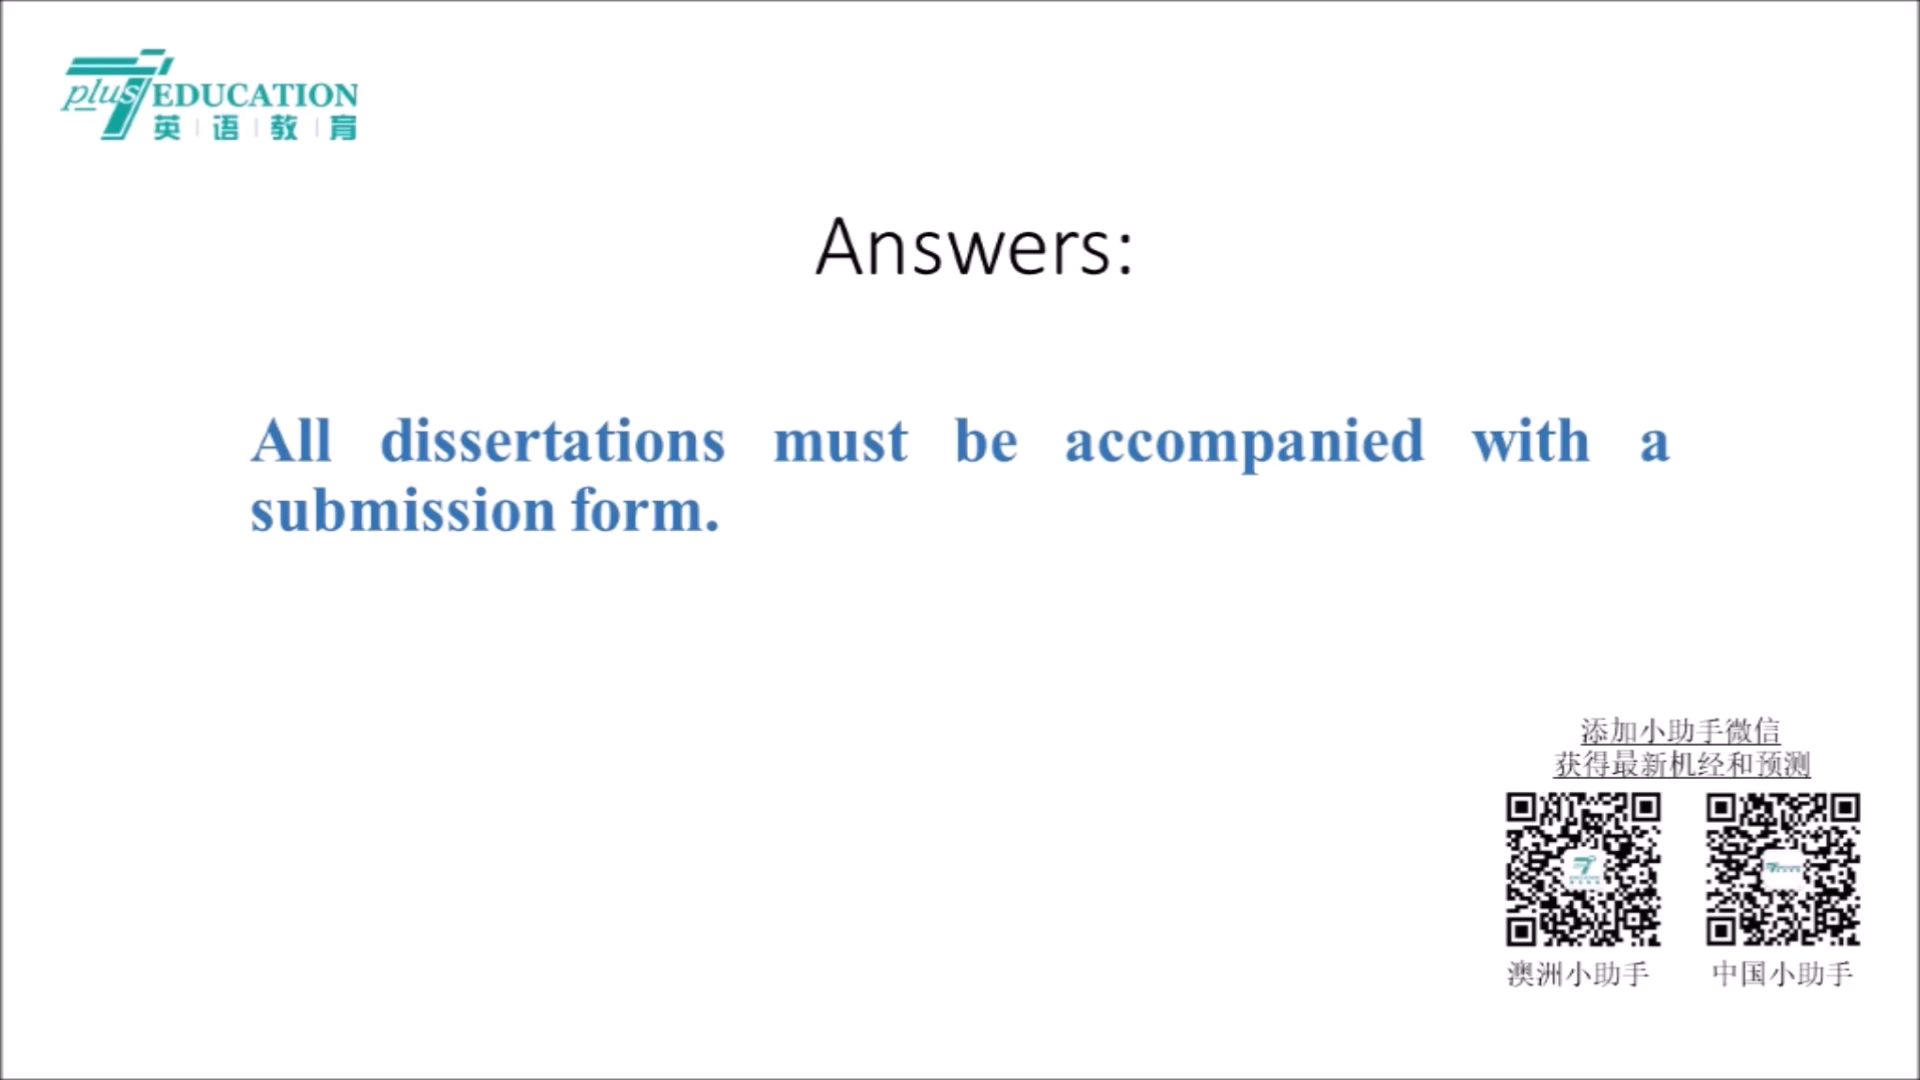 plus 7 EDUCATION
英 语 教 育
Answers:
All dissertations must be accompanied with a
submission form.
添加小助手微信
获得最新机经和预测
澳洲小助手 中国小助手